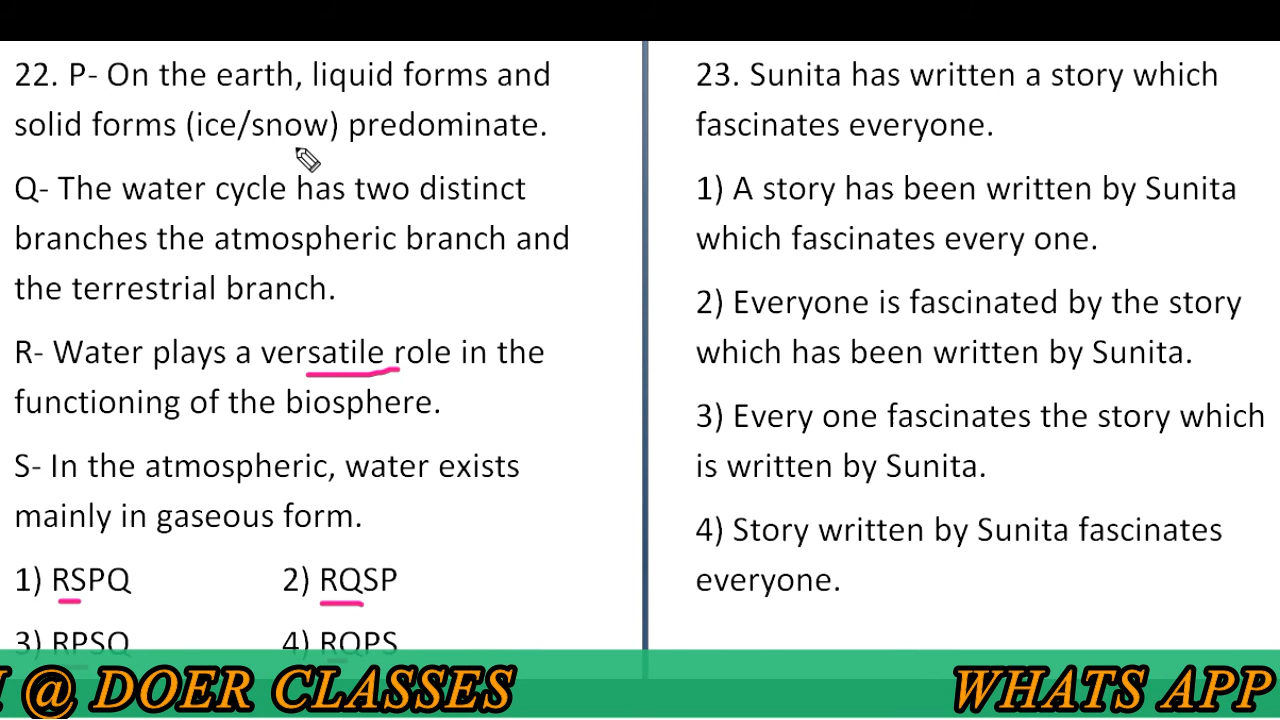 22. P- On the earth, liquid forms and
solid forms (ice/snow) predominate.
Q- The water cycle has two distinct
branches the atmospheric branch and
the terrestrial branch.
R- Water plays a versatile role in the
functioning of the biosphere.
S- In the atmospheric, water exists
mainly in gaseous form.
1) RSPQ 2) RQSP
3) RPSQ 4) RQPS
23. Sunita has written a story which
fascinates everyone.
1) A story has been written by Sunita
which fascinates every one.
2) Everyone is fascinated by the story
which has been written by Sunita.
3) Every one fascinates the story which
is written by Sunita.
4) Story written by Sunita fascinates
everyone.
@ DOER CLASSES WHATS APP